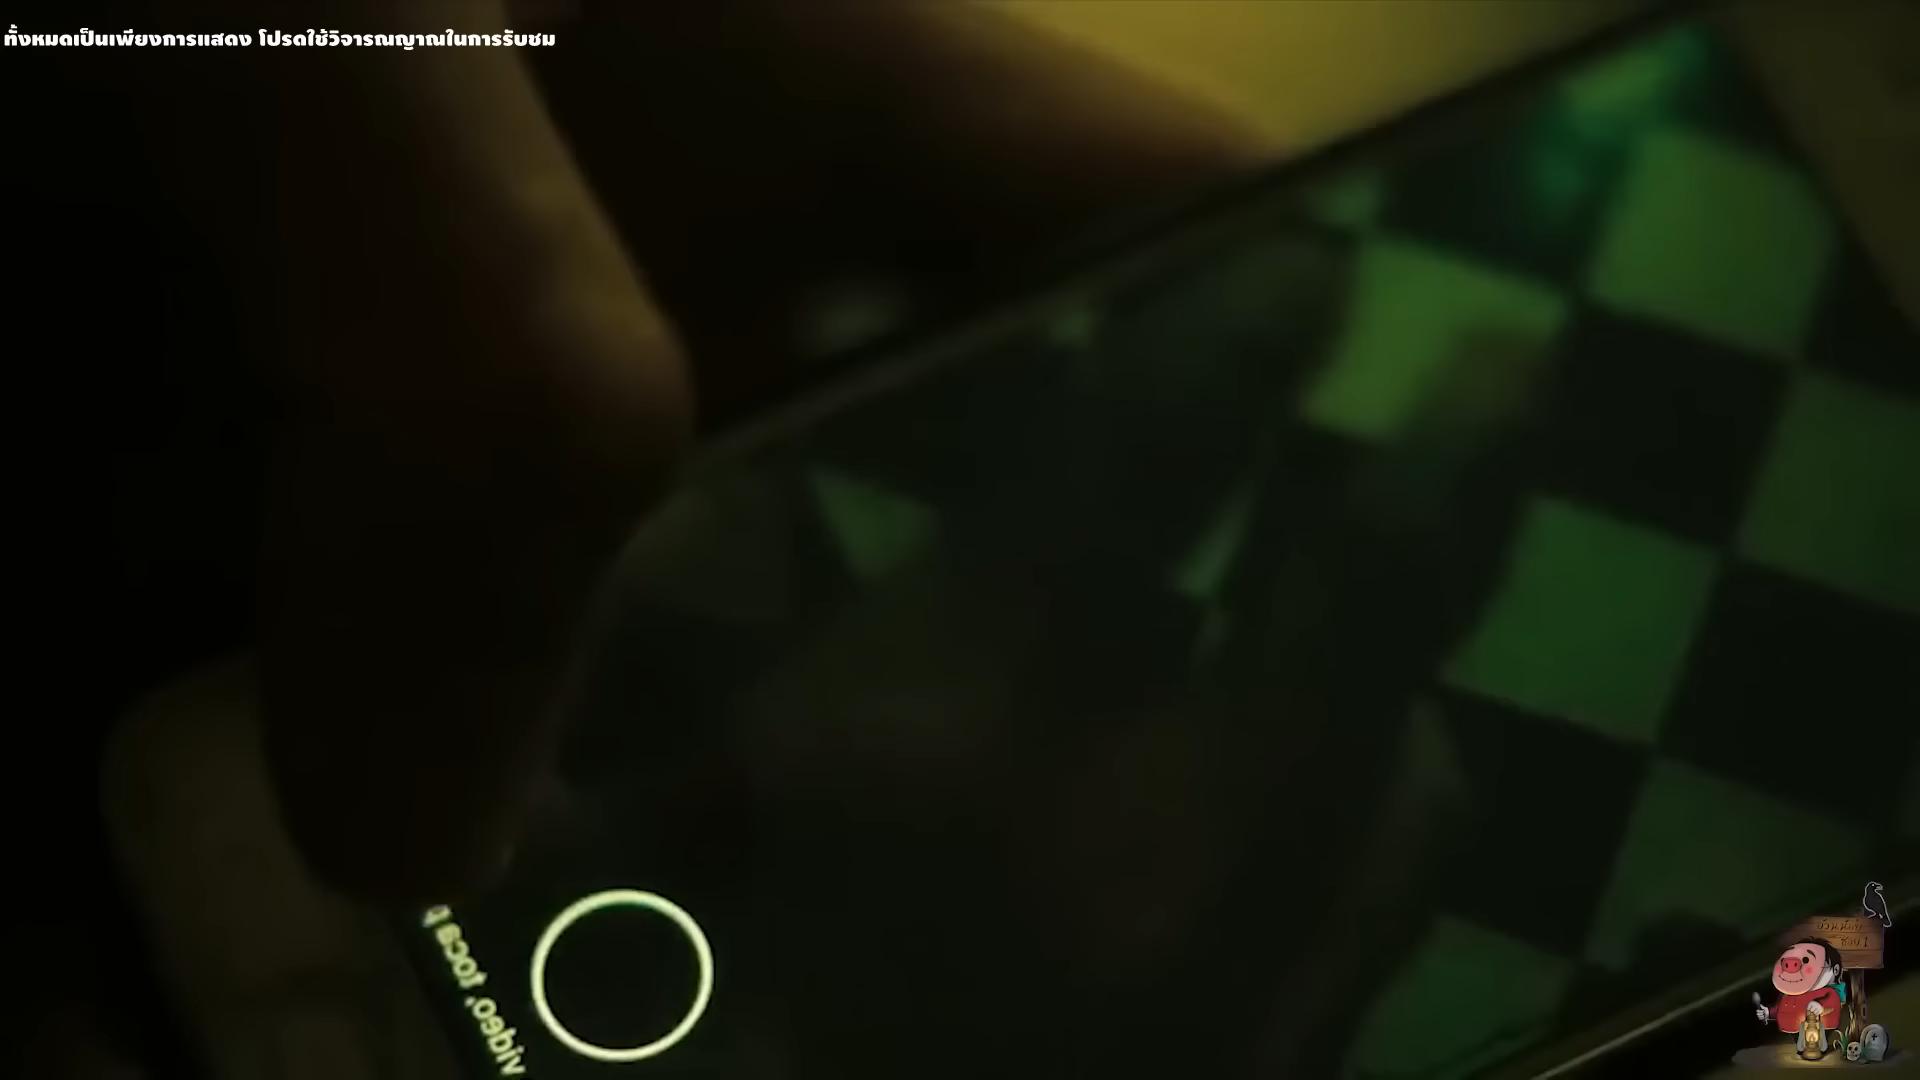 ทั้งหมดเป็นเพียงการแสดง โปรดใช้วิจารณญาณในการรับชม
video, toca p